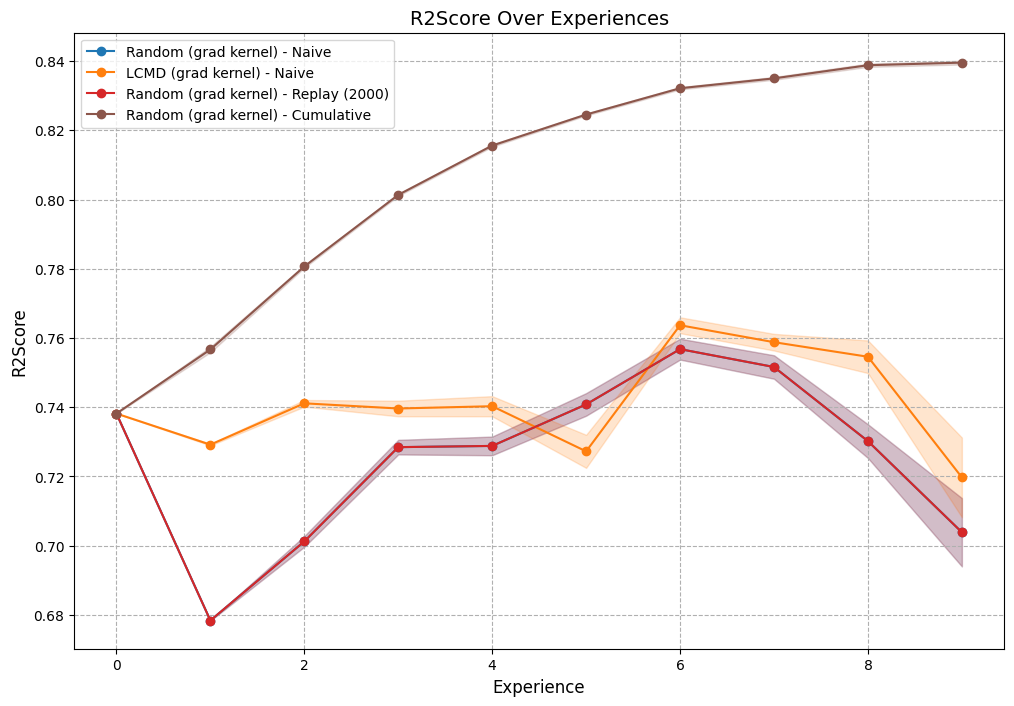 R2Score Over Experiences
Random (grad kernel) - Naive
LCMD (grad kernel) - Naive
Random (grad kernel) - Replay (2000)
Random (grad kernel) - Cumulative
R2Score
0.84
0.82
0.80
0.78
0.76
0.74
0.72
0.70
0.68
0 2 4 6 8
Experience